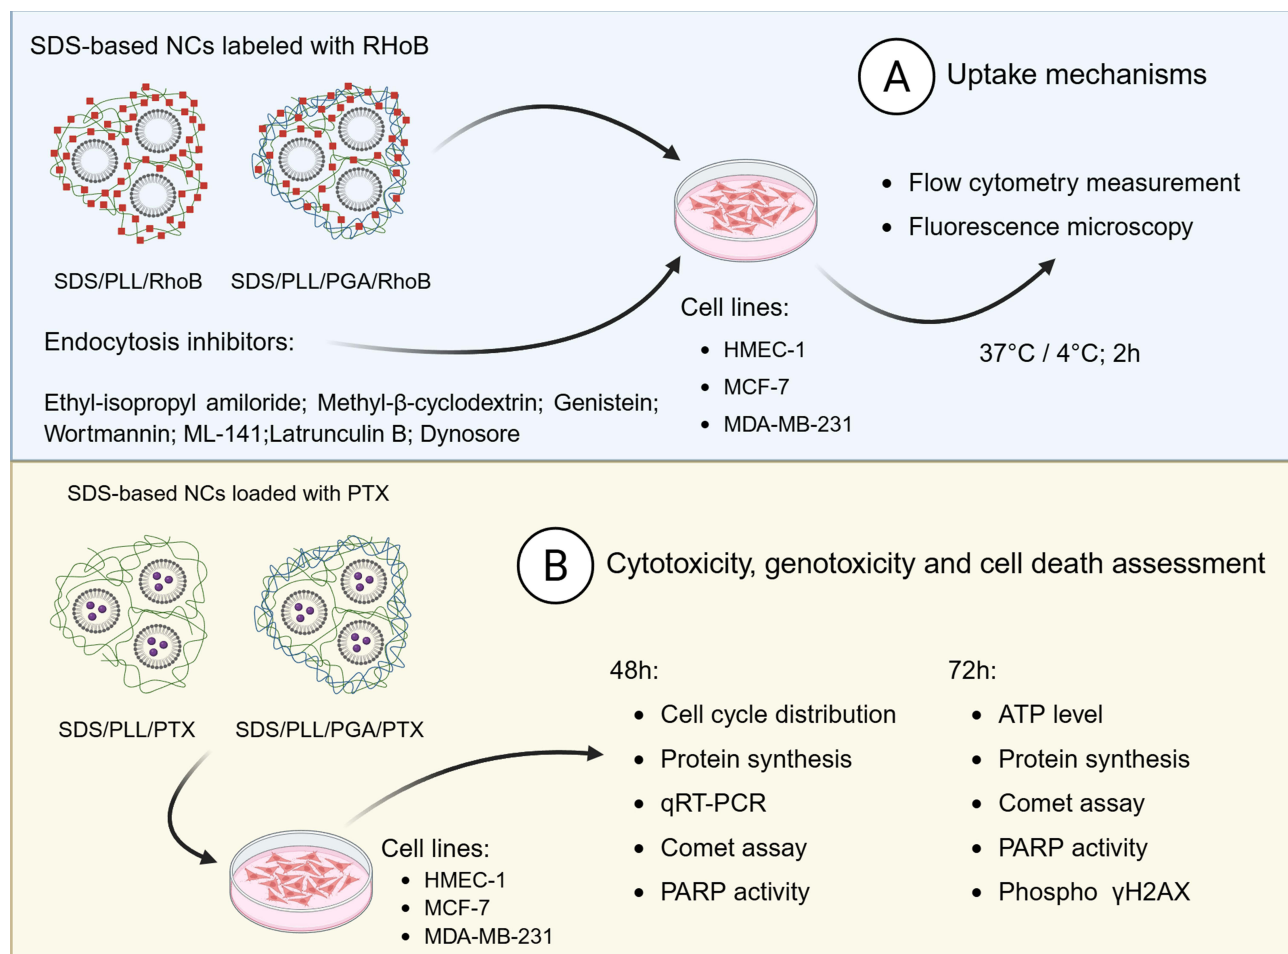 SDS-based NCs labeled with RHoB
A
Uptake mechanisms
SDS/PLL/RhoB
SDS/PLL/PGA/RhoB
Endocytosis inhibitors:
Ethyl-isopropyl amiloride; Methyl-β-cyclodextrin; Genistein;
Wortmannin; ML-141;Latrunculin B; Dynosore
Cell lines:
• HMEC-1
• MCF-7
• MDA-MB-231
• Flow cytometry measurement
• Fluorescence microscopy
37°C / 4°C; 2h
SDS-based NCs loaded with PTX
B
Cytotoxicity, genotoxicity and cell death assessment
SDS/PLL/PTX
SDS/PLL/PGA/PTX
Cell lines:
• HMEC-1
• MCF-7
• MDA-MB-231
48h:
• Cell cycle distribution
• Protein synthesis
• qRT-PCR
• Comet assay
• PARP activity
72h:
• ATP level
• Protein synthesis
• Comet assay
• PARP activity
• Phospho γH2AX